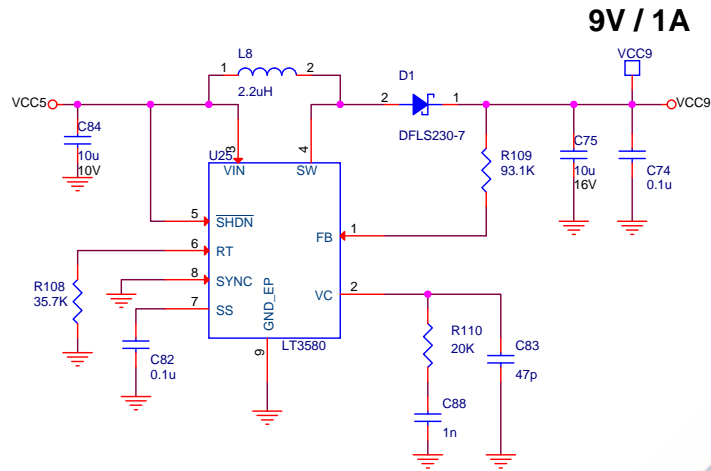 9V / 1A
VCC9
L8
1 2
2.2uH
D1
2 1
DFLS230-7
VCC5
VCC9
C84
10u
10V
U25
3
4
VIN
SW
R109
93.1K
C75
10u
16V
C74
0.1u
5
SHDN
1
FB
6
RT
R108
35.7K
8
SYNC
7
SS
GND_EP
VC
2
LT3580
9
C82
0.1u
R110
20K
C83
47p
C88
1n